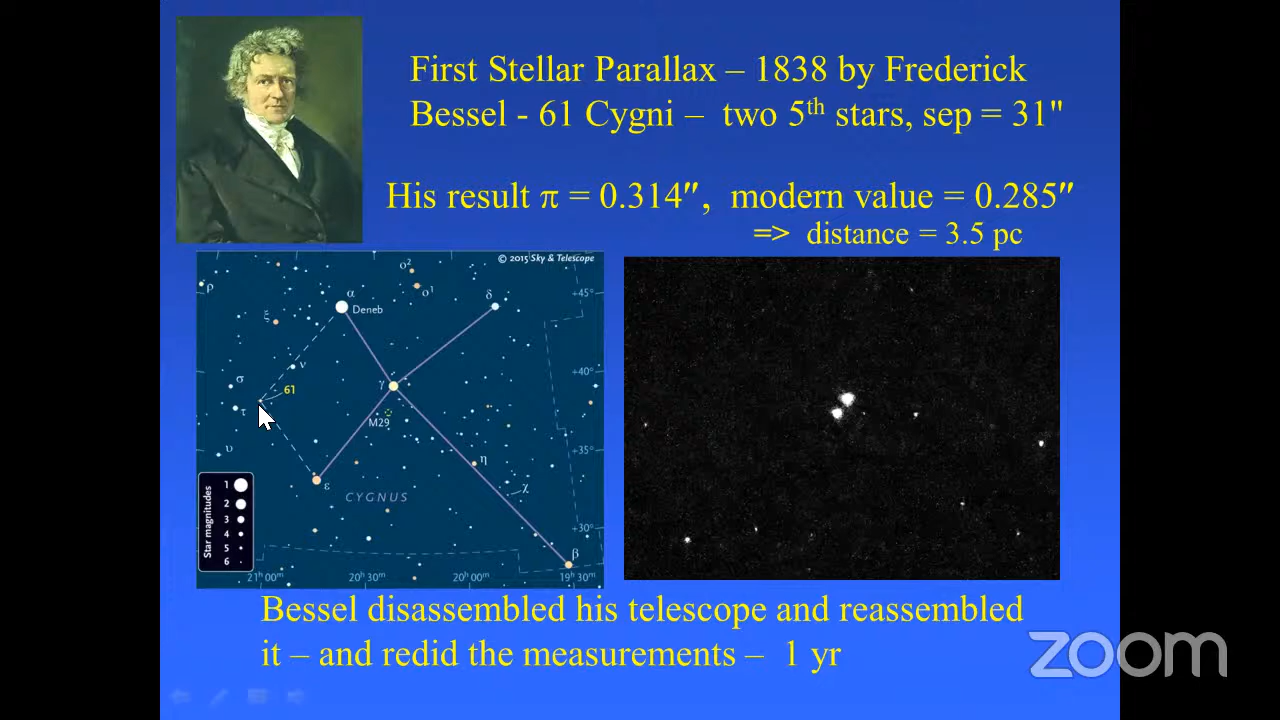 First Stellar Parallax – 1838 by Frederick
Bessel - 61 Cygni – two 5th stars, sep = 31"
His result π = 0.314″, modern value = 0.285″
=> distance = 3.5 pc
© 2015 Sky & Telescope
ρ
ο²
ο¹
α
Deneb
δ
+45°
ξ
ν
σ
61
γ
+40°
τ
M29
υ
η
+35°
ε
χ
CYGNUS
Star magnitudes
1
2
3
4
5
6
+30°
β
21h 00m
20h 30m
20h 00m
19h 30m
Bessel disassembled his telescope and reassembled
it – and redid the measurements – 1 yr
zoom